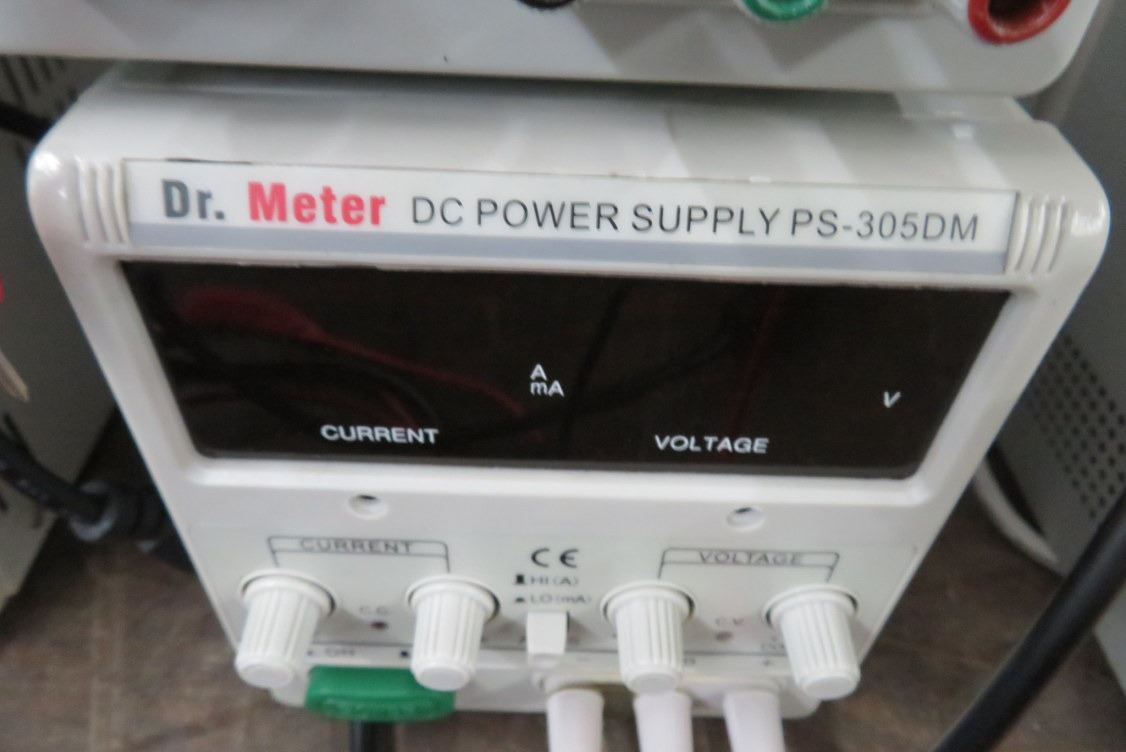 Dr. Meter DC POWER SUPPLY PS-305DM
A
mA
V
CURRENT VOLTAGE
CURRENT CE VOLTAGE
HI(A)
LO(mA)
C.C. C.V.